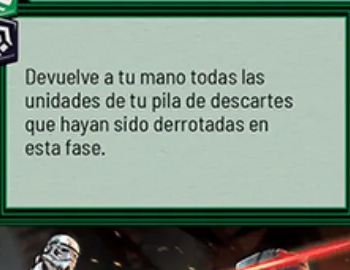 Devuelve a tu mano todas las
unidades de tu pila de descartes
que hayan sido derrotadas en
esta fase.